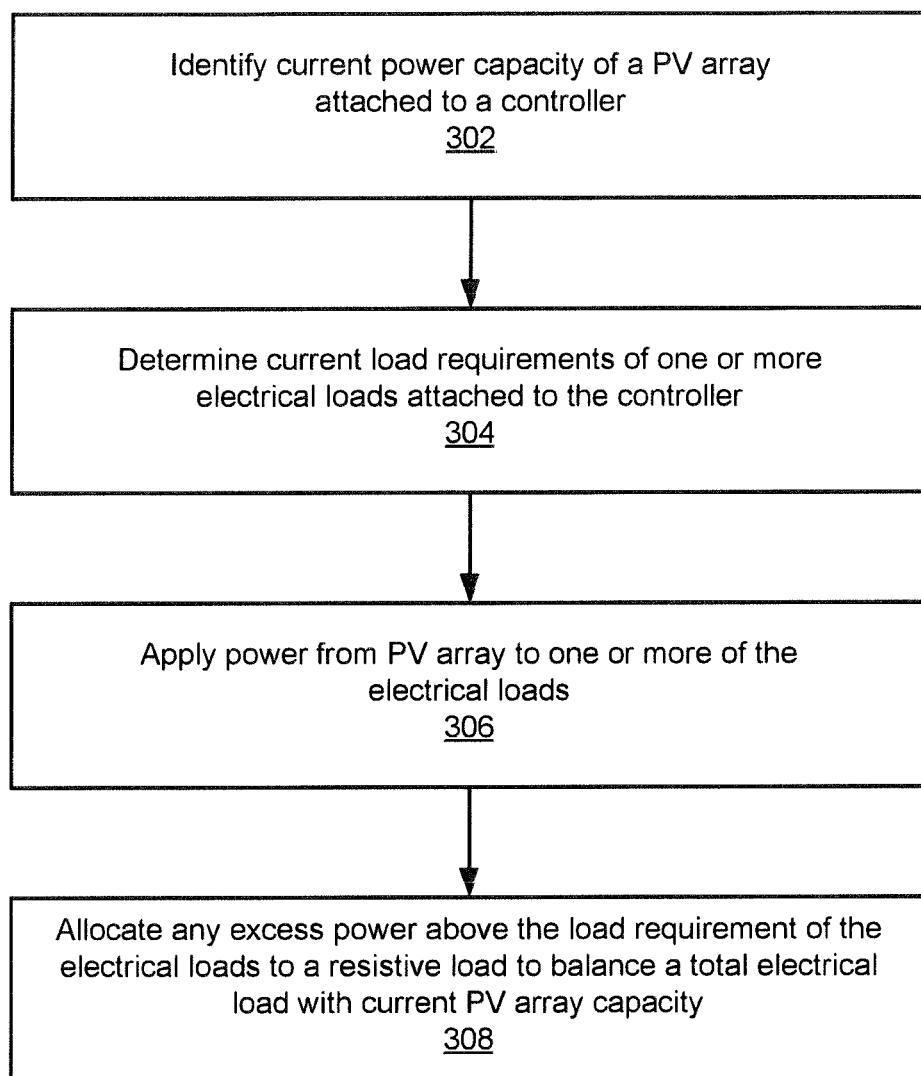 Identify current power capacity of a PV array
attached to a controller
302
Determine current load requirements of one or more
electrical loads attached to the controller
304
Apply power from PV array to one or more of the
electrical loads
306
Allocate any excess power above the load requirement of the
electrical loads to a resistive load to balance a total electrical
load with current PV array capacity
308